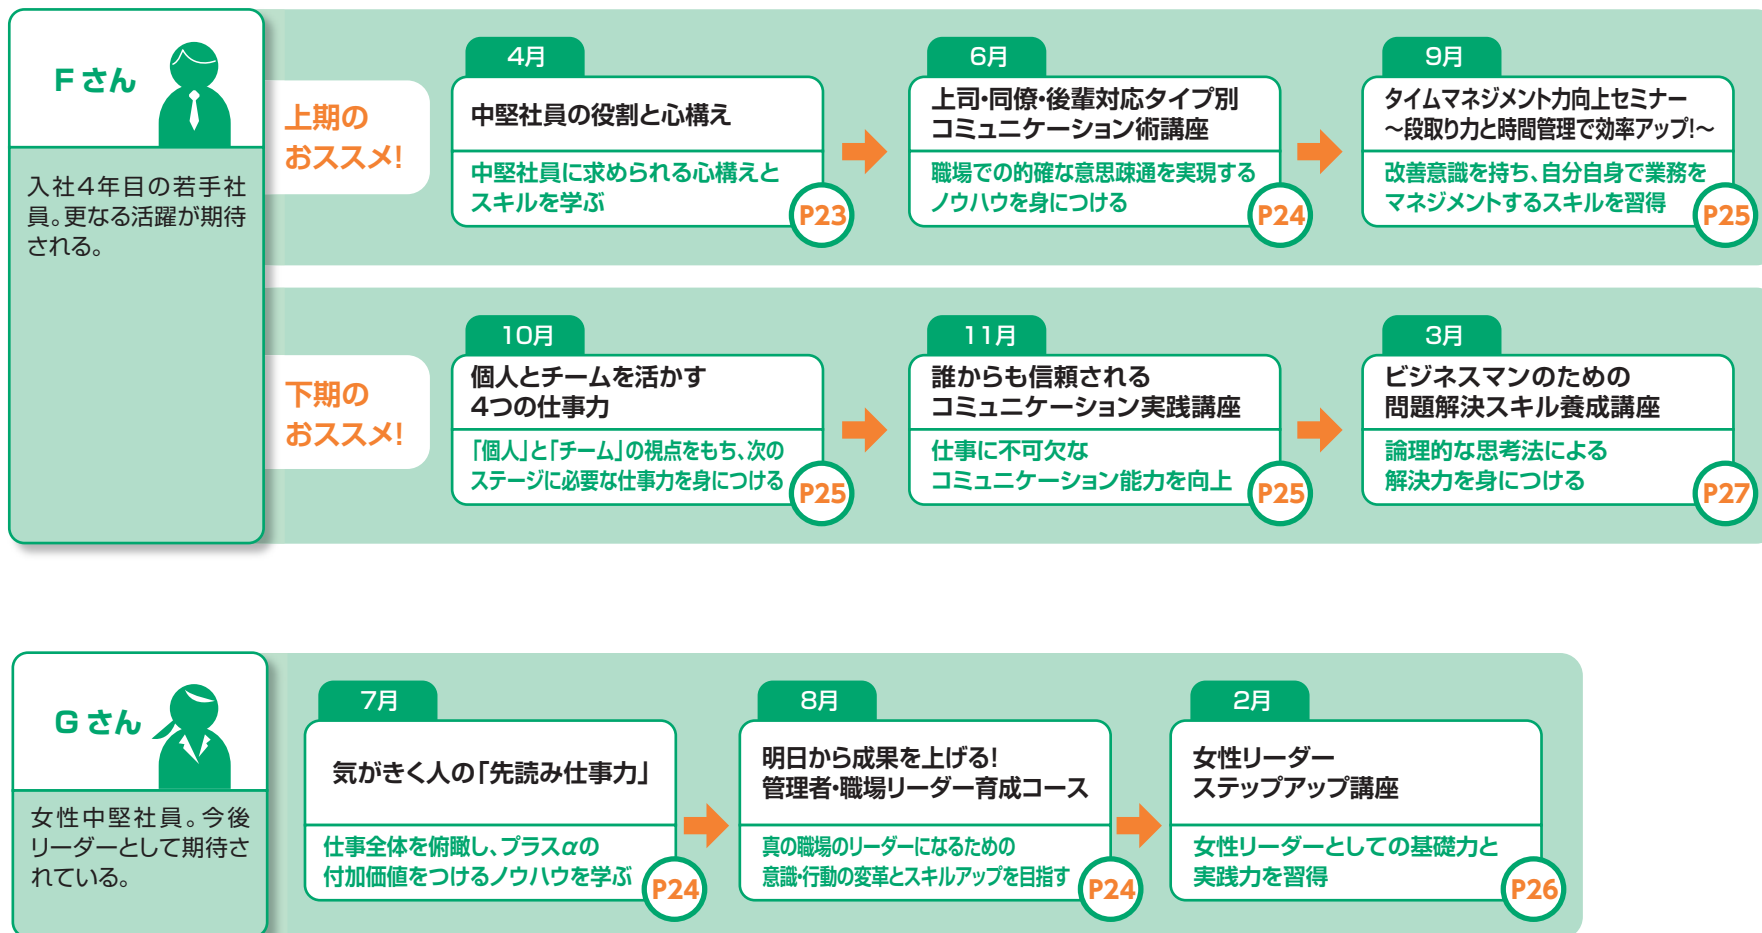 Fさん
入社4年目の若手社
員。更なる活躍が期待
される。
上期の
おススメ!
4月
中堅社員の役割と心構え
中堅社員に求められる心構えと
スキルを学ぶ
P23
6月
上司・同僚・後輩対応タイプ別
コミュニケーション術講座
職場での的確な意思疎通を実現する
ノウハウを身につける
P24
9月
タイムマネジメント力向上セミナー
～段取り力と時間管理で効率アップ!～
改善意識を持ち、自分自身で業務を
マネジメントするスキルを習得
P25
下期の
おススメ!
10月
個人とチームを活かす
4つの仕事力
「個人」と「チーム」の視点をもち、次の
ステージに必要な仕事力を身につける
P25
11月
誰からも信頼される
コミュニケーション実践講座
仕事に不可欠な
コミュニケーション能力を向上
P25
3月
ビジネスマンのための
問題解決スキル養成講座
論理的な思考法による
解決力を身につける
P27
Gさん
女性中堅社員。今後
リーダーとして期待さ
れている。
7月
気がきく人の「先読み仕事力」
仕事全体を俯瞰し、プラスαの
付加価値をつけるノウハウを学ぶ
P24
8月
明日から成果を上げる!
管理者・職場リーダー育成コース
真の職場のリーダーになるための
意識・行動の変革とスキルアップを目指す
P24
2月
女性リーダー
ステップアップ講座
女性リーダーとしての基礎力と
実践力を習得
P26